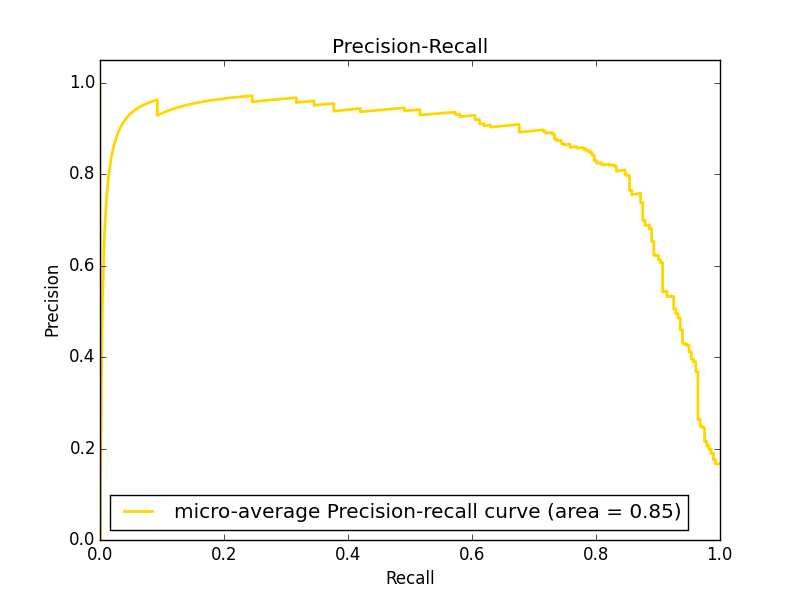 Precision-Recall
1.0
0.8
0.6
0.4
0.2
0.0
Precision
micro-average Precision-recall curve (area = 0.85)
0.0 0.2 0.4 0.6 0.8 1.0
Recall